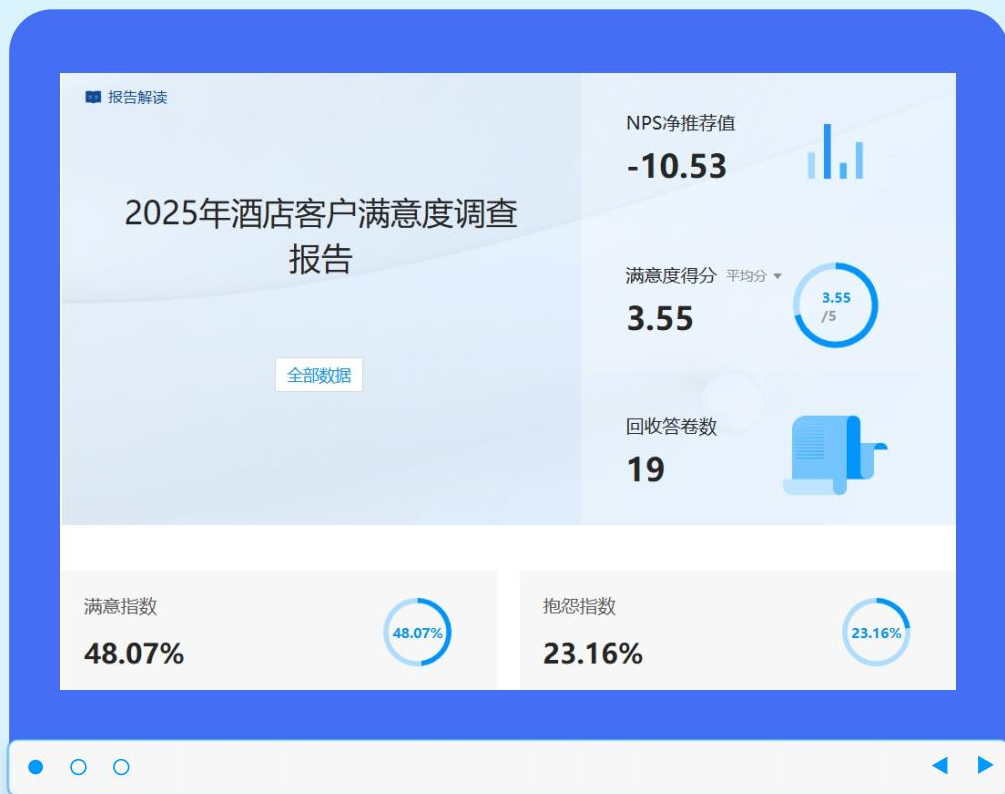 报告解读
2025年酒店客户满意度调查
报告
全部数据
NPS净推荐值
-10.53
满意度得分 平均分
3.55
3.55
/5
回收答卷数
19
满意指数
48.07%
48.07%
抱怨指数
23.16%
23.16%